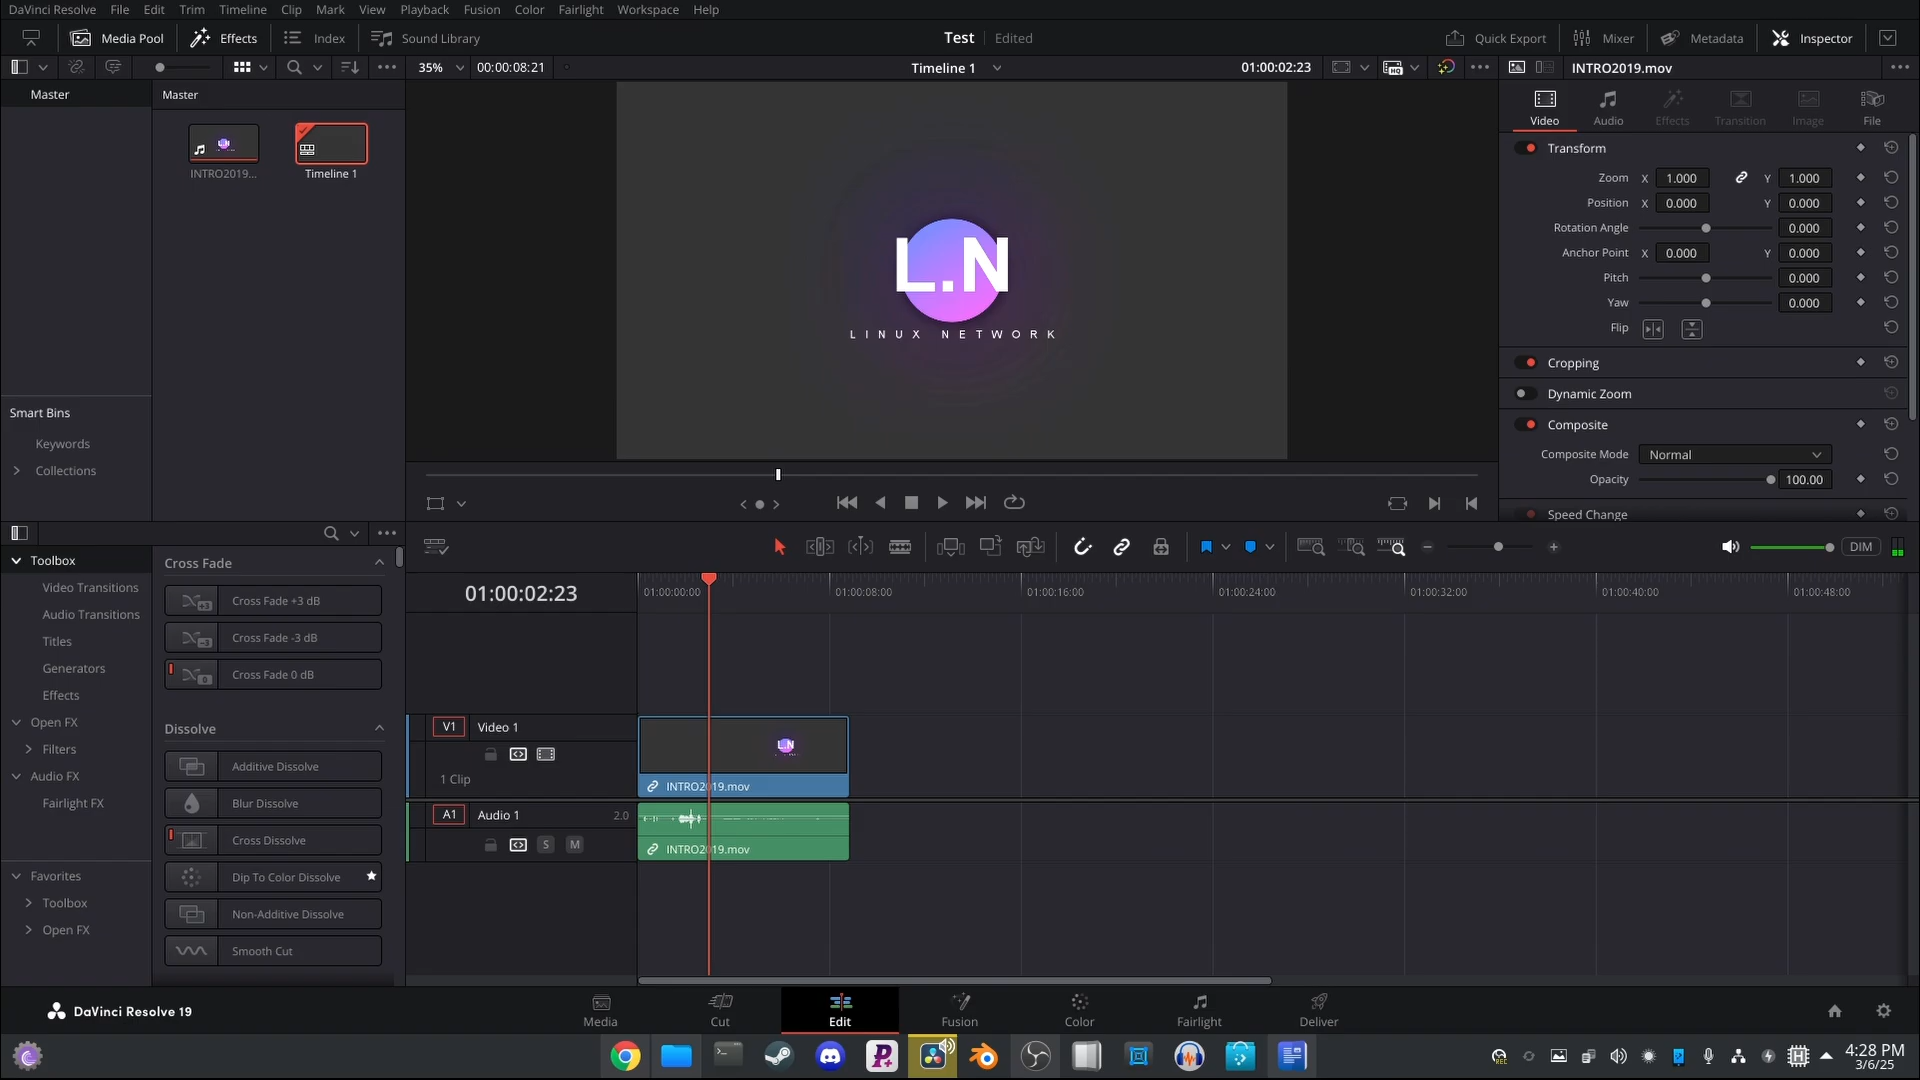 DaVinci Resolve File Edit Trim Timeline Clip Mark View Playback Fusion Color Fairlight Workspace Help
Media Pool Effects Index Sound Library Test Edited Quick Export Mixer Metadata Inspector
35% 00:00:08:21 Timeline 1 01:00:02:23 INTRO2019.mov
Master Master
Video Audio Effects Transition Image File
INTRO2019... Timeline 1
Transform
Zoom X 1.000 Y 1.000
Position X 0.000 Y 0.000
Rotation Angle 0.000
Anchor Point X 0.000 Y 0.000
Pitch 0.000
Yaw 0.000
Flip
L.N
LINUX NETWORK
Cropping
Dynamic Zoom
Composite
Composite Mode Normal
Opacity 100.00
Speed Change
Smart Bins
Keywords
Collections
Toolbox
Video Transitions
Audio Transitions
Titles
Generators
Effects
Open FX
Filters
Audio FX
Fairlight FX
Favorites
Toolbox
Open FX
Cross Fade
Cross Fade +3 dB
Cross Fade -3 dB
Cross Fade 0 dB
Dissolve
Additive Dissolve
Blur Dissolve
Cross Dissolve
Dip To Color Dissolve
Non-Additive Dissolve
Smooth Cut
DIM
01:00:02:23 01:00:00:00 01:00:08:00 01:00:16:00 01:00:24:00 01:00:32:00 01:00:40:00 01:00:48:00
V1 Video 1
1 Clip
L.N
INTRO2019.mov
A1 Audio 1 2.0
S M
INTRO2019.mov
DaVinci Resolve 19
Media Cut Edit Fusion Color Fairlight Deliver
4:28 PM
3/6/25